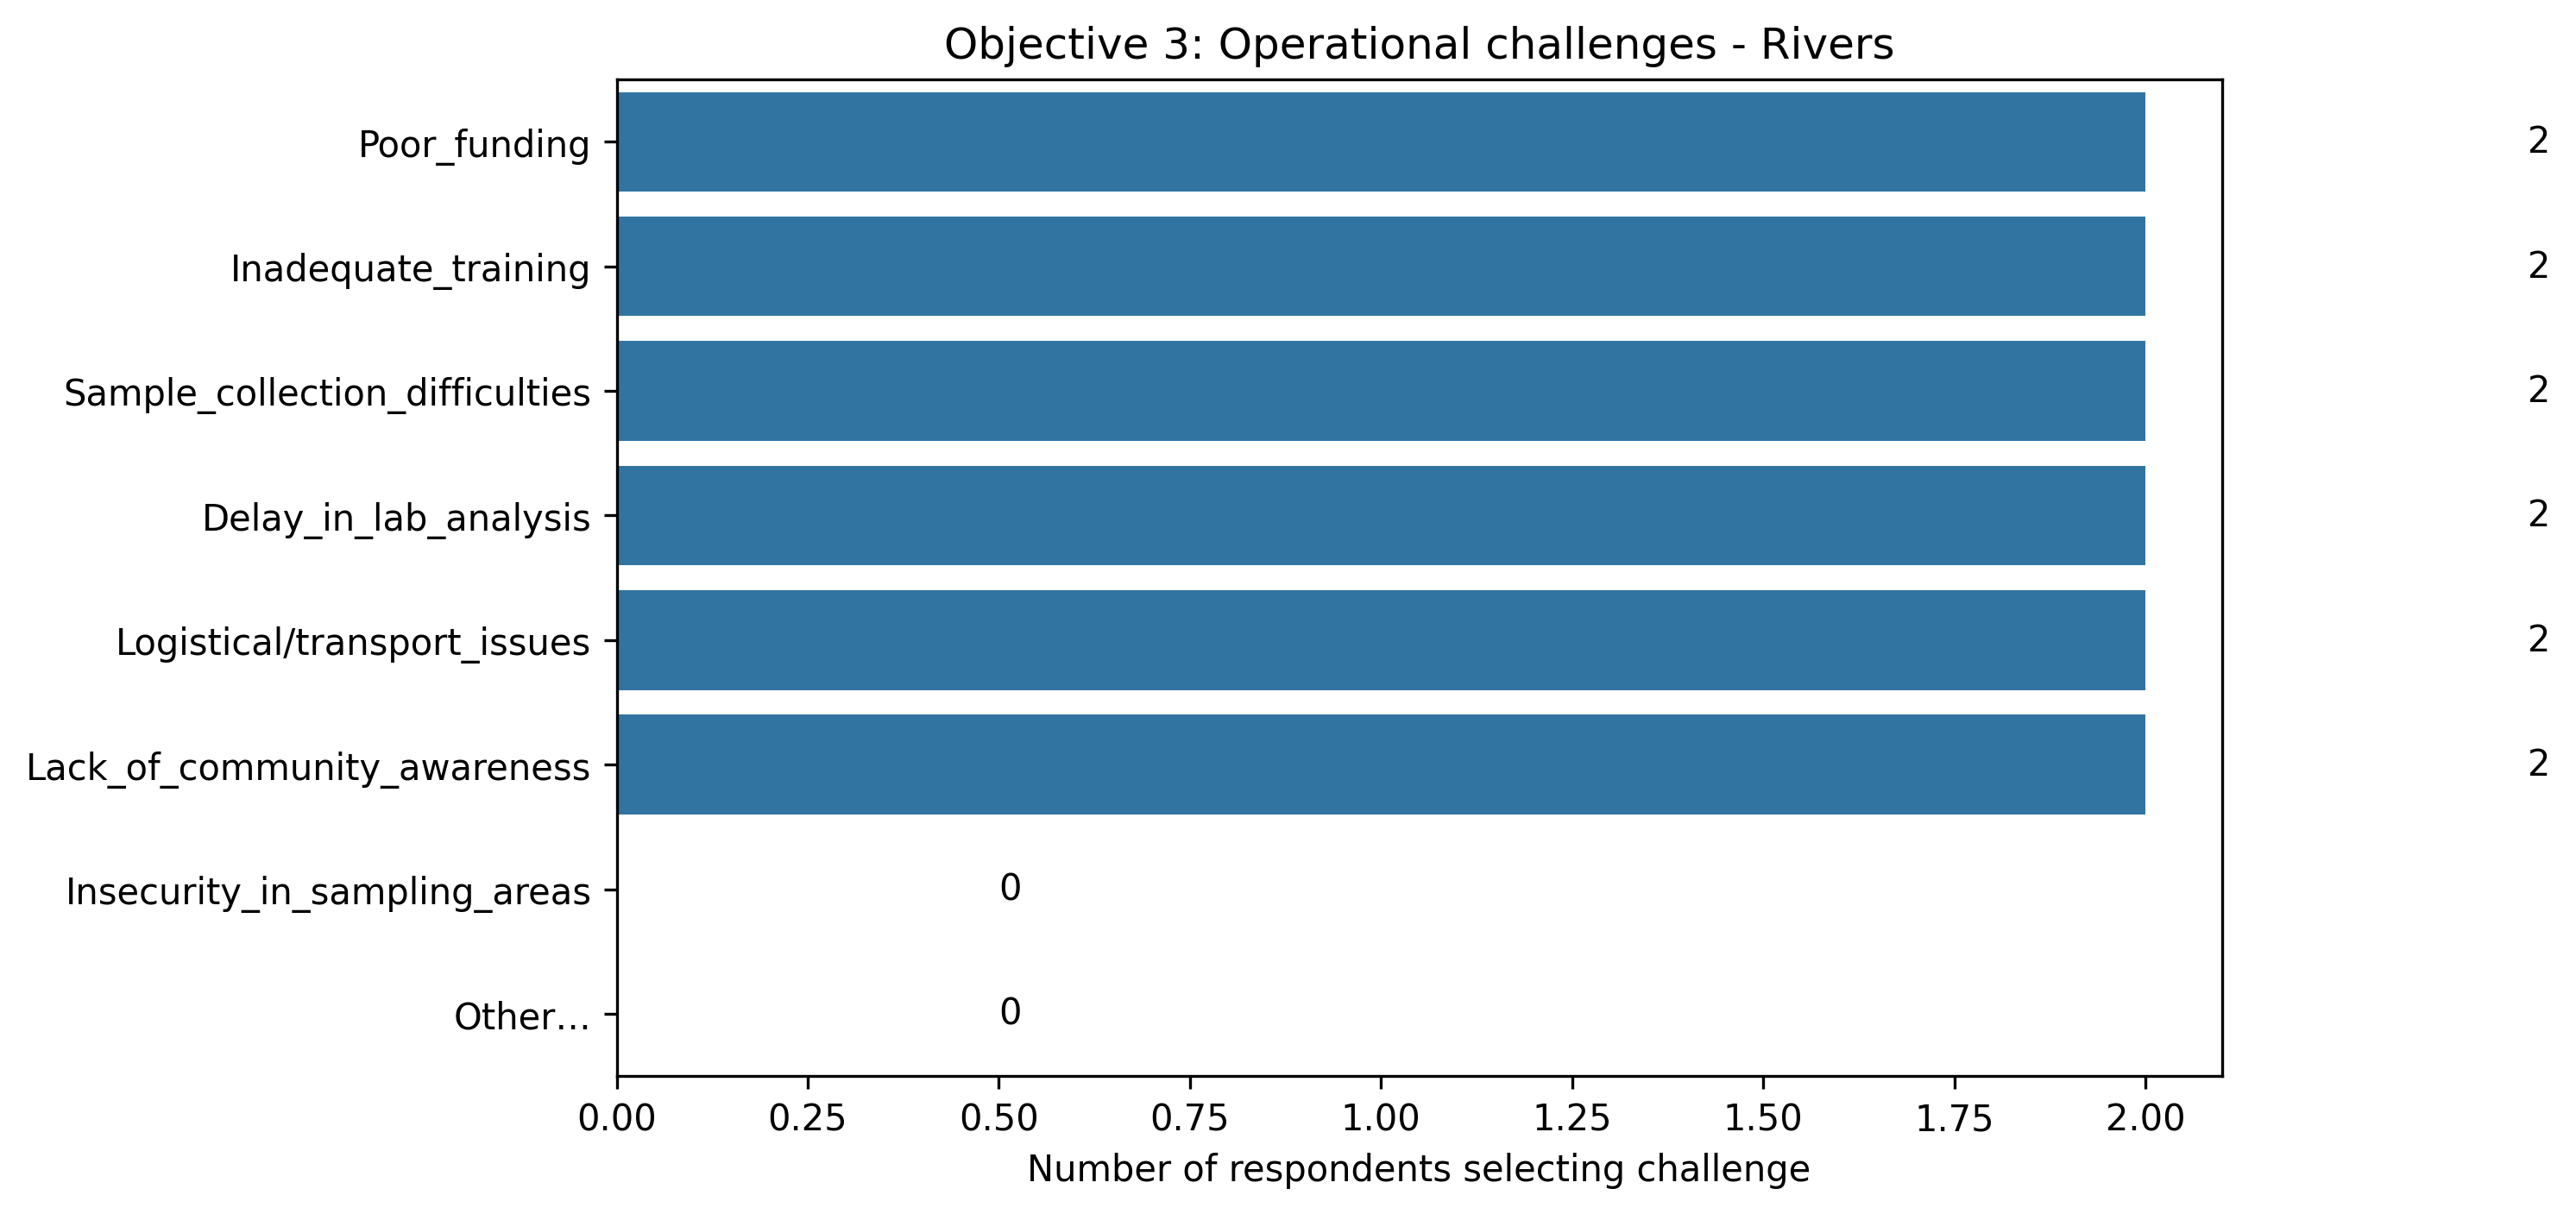 Objective 3: Operational challenges - Rivers
Poor_funding 2
Inadequate_training 2
Sample_collection_difficulties 2
Delay_in_lab_analysis 2
Logistical/transport_issues 2
Lack_of_community_awareness 2
Insecurity_in_sampling_areas 0
Other... 0
0.00 0.25 0.50 0.75 1.00 1.25 1.50 1.75 2.00
Number of respondents selecting challenge